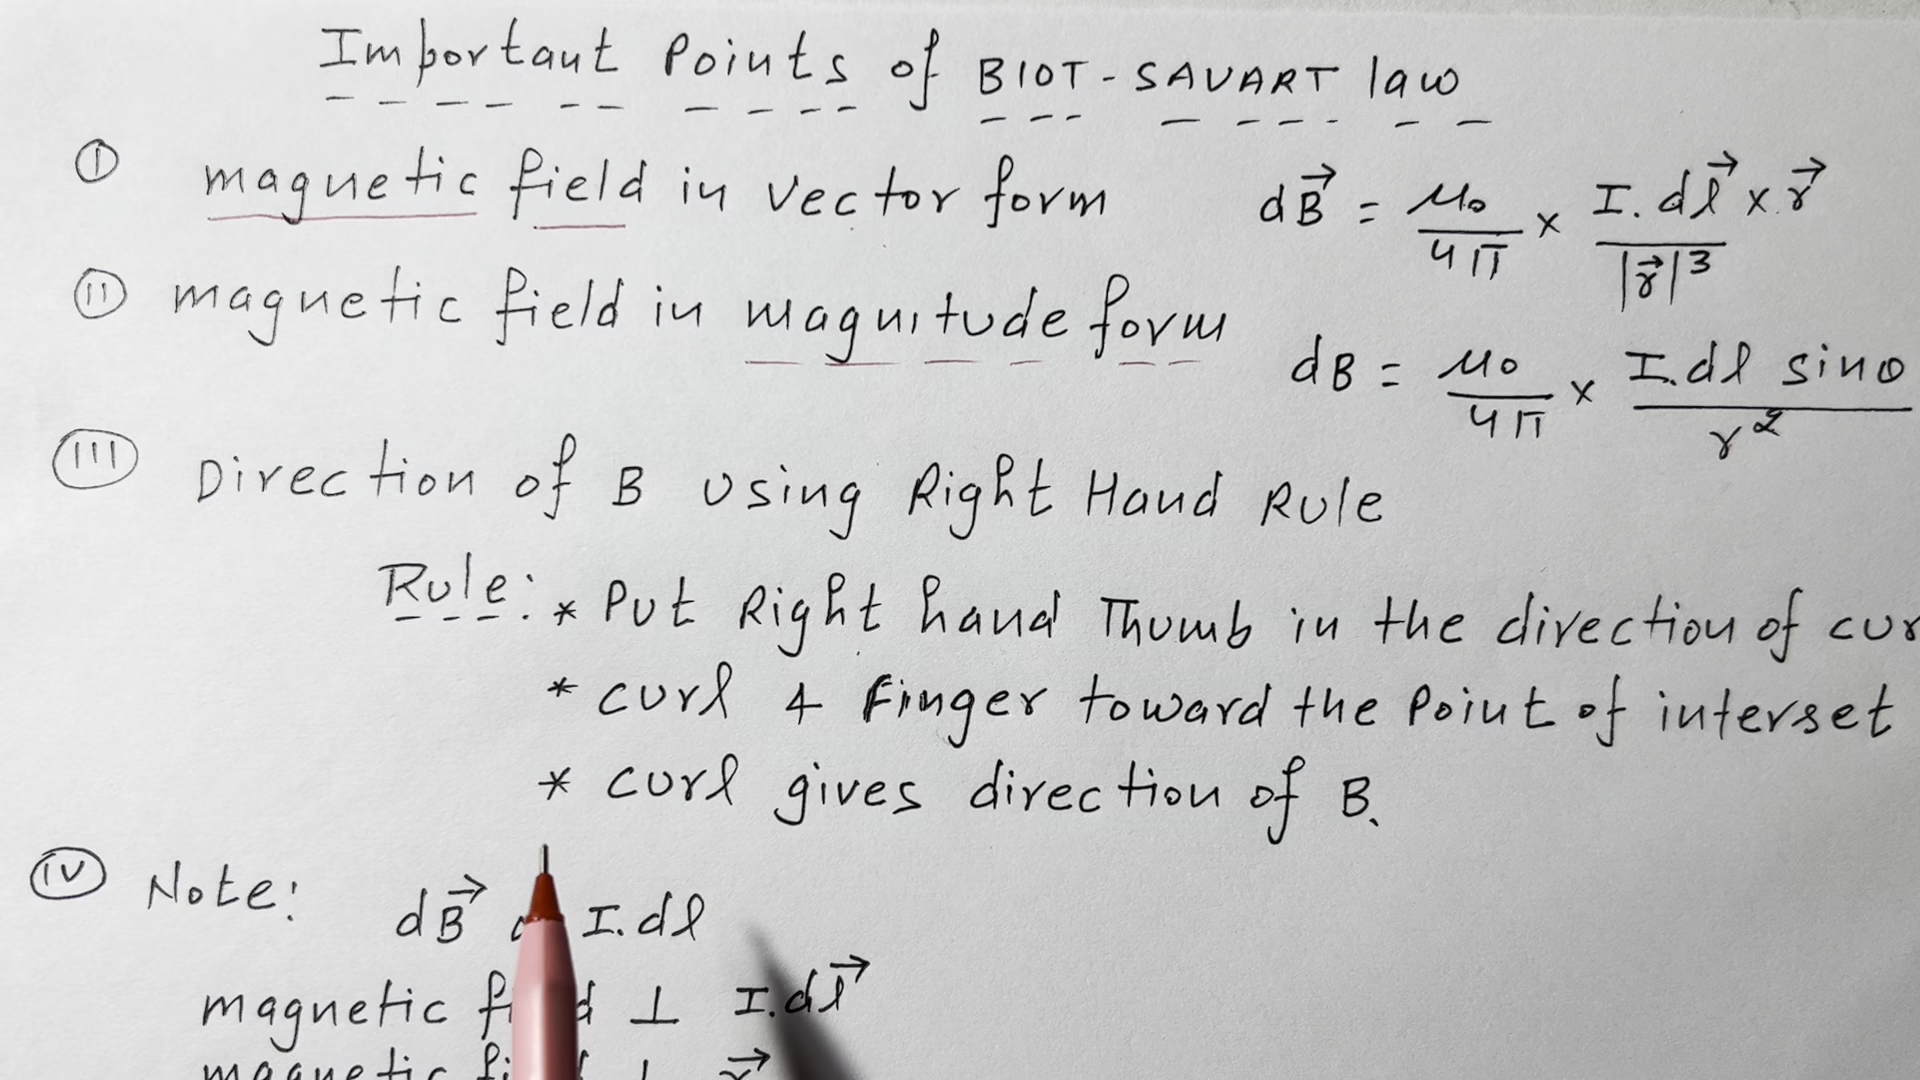 Important Points of BIOT-SAVART law
① magnetic field in vector form dB⃗ = μ₀/4π × I.dl⃗ × r⃗/|r⃗|³
⑪ magnetic field in magnitude form dB = μ₀/4π × I.dl sinθ/r²
(III) Direction of B using Right Hand Rule
Rule: * Put Right hand Thumb in the direction of cur
* curl 4 Finger toward the Point of interset
* curl gives direction of B.
(IV) Note: dB⃗ I.dl
magnetic ⊥ I.dl⃗
magnetic ⊥ r⃗